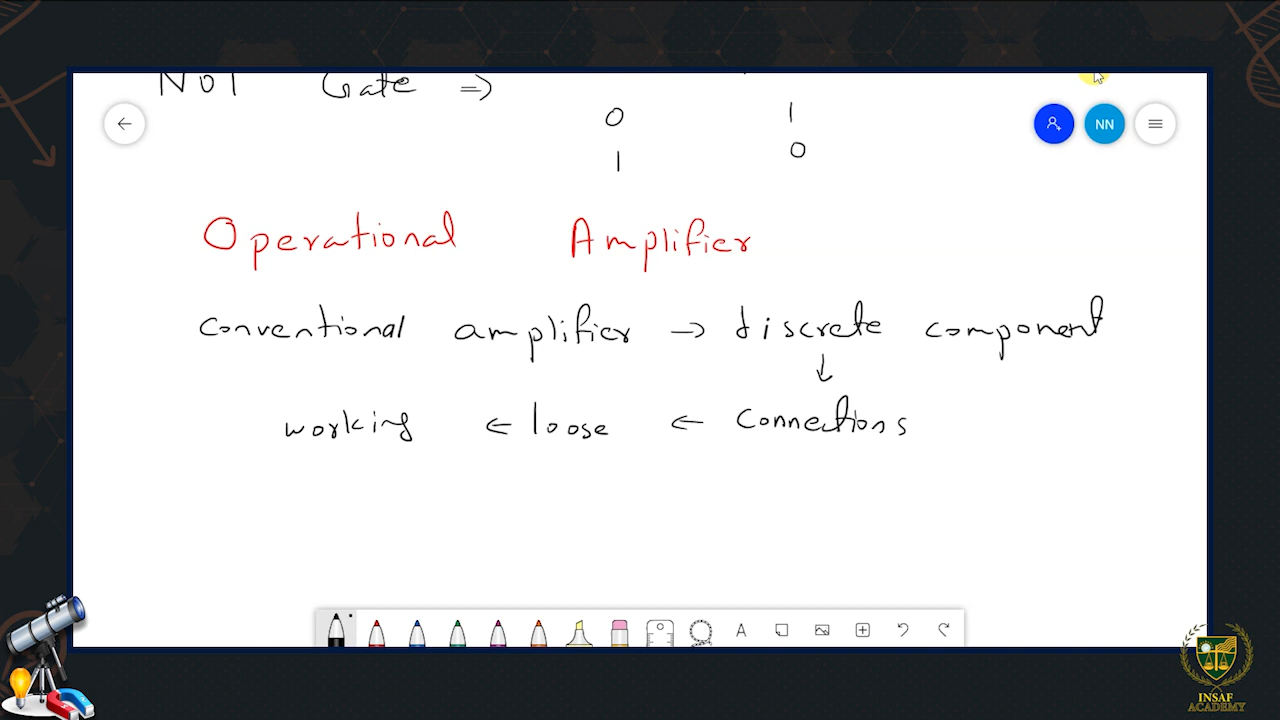 NOT Gate ⇒
0 1
1 0
NN
Operational Amplifier
conventional amplifier → discrete component
↓
working ← loose ← connections
A
INSAF
ACADEMY